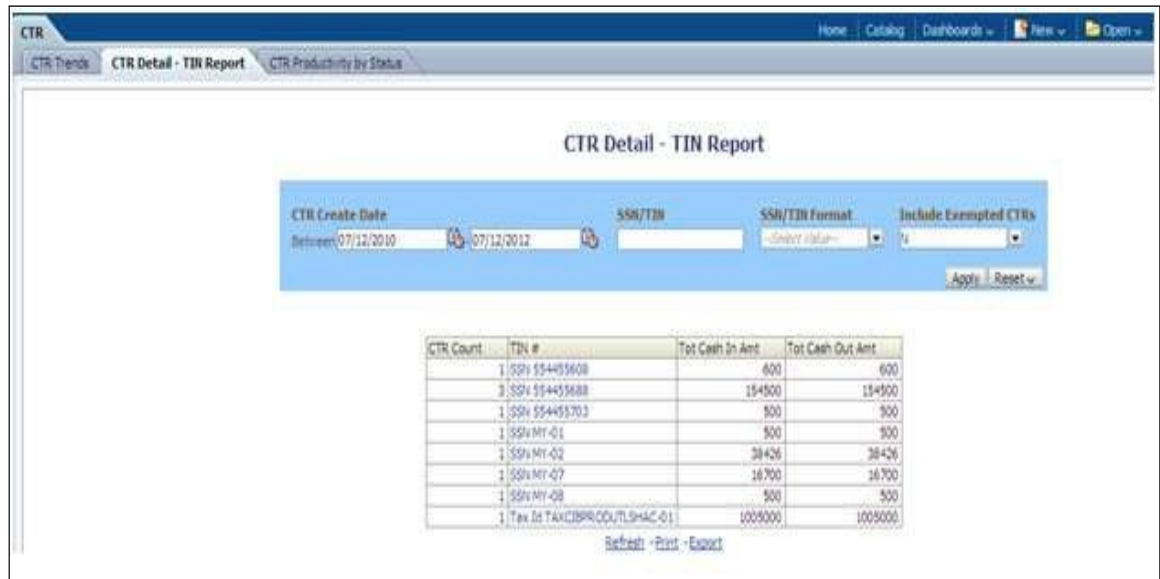 CTR
Home Catalog Dashboards New Open
CTR Trends CTR Detail - TIN Report CTR Productivity by Status
CTR Detail - TIN Report
CTR Create Date SSN/TIN SSN/TIN Format Include Exempted CTRs
Between 07/12/2010 07/12/2012 --Select Value-- N
Apply Reset
CTR Count TIN # Tot Cash In Amt Tot Cash Out Amt
1 SSN 554455608 600 600
3 SSN 554455688 154500 154500
1 SSN 554455703 500 500
1 SSN MY-01 500 500
1 SSN MY-02 38426 38426
1 SSN MY-07 16700 16700
1 SSN MY-08 500 500
1 Tax Id TAXCIBPRODUTLSHAC-01 1005000 1005000
Refresh - Print - Export